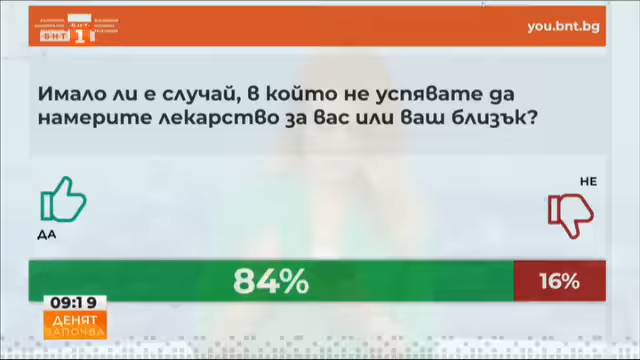 БНТ 1
you.bnt.bg
Имало ли е случай, в който не успявате да
намерите лекарство за вас или ваш близък?
НЕ
ДА
84%
16%
09:19
ДЕНЯТ
ЗАПОЧВА